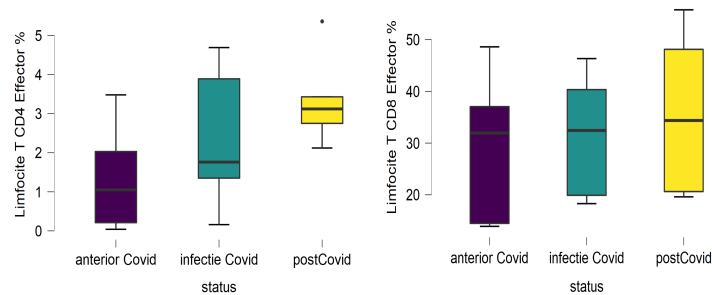 Limfocite T CD4 Effector %
5
4
3
2
1
0
anterior Covid infectie Covid postCovid
status
Limfocite T CD8 Effector %
50
40
30
20
anterior Covid infectie Covid postCovid
status